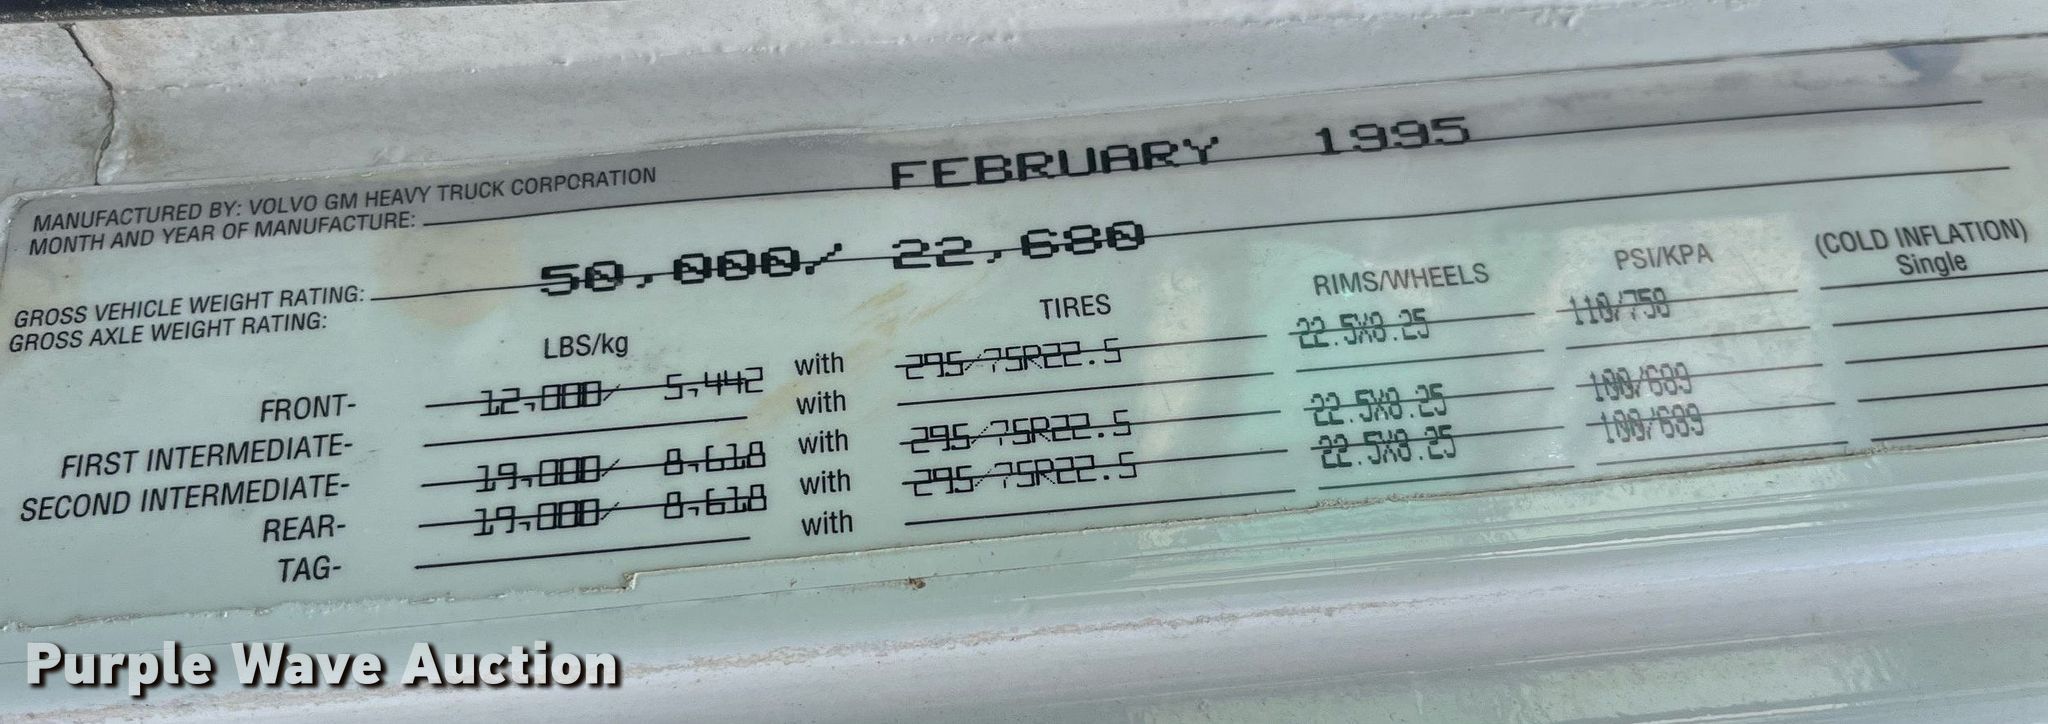 MANUFACTURED BY: VOLVO GM HEAVY TRUCK CORPORATION
MONTH AND YEAR OF MANUFACTURE: FEBRUARY 1995
GROSS VEHICLE WEIGHT RATING: 50,000/ 22,680
GROSS AXLE WEIGHT RATING:
LBS/kg TIRES RIMS/WHEELS PSI/KPA (COLD INFLATION)
Single
FRONT- 12,000/ 5,442 with 295/75R22.5 22.5X8.25 110/758
FIRST INTERMEDIATE- with
SECOND INTERMEDIATE- 19,000/ 8,618 with 295/75R22.5 22.5X8.25 100/689
REAR- 19,000/ 8,618 with 295/75R22.5 22.5X8.25 100/689
TAG- with
Purple Wave Auction